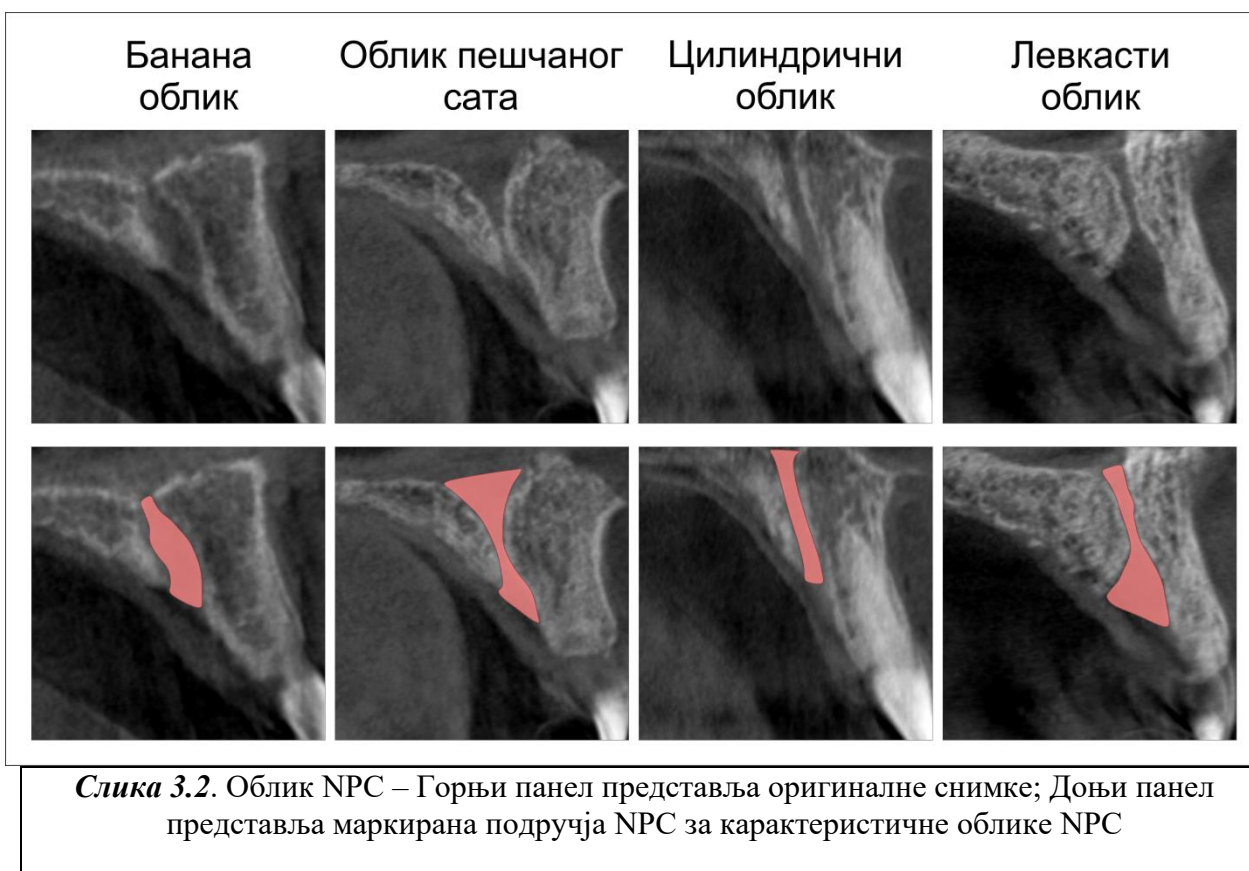 Банана
облик
Облик пешчаног
сата
Цилиндрични
облик
Левкасти
облик
Слика 3.2. Облик NPC – Горњи панел представља оригиналне снимке; Доњи панел
представља маркирана подручја NPC за карактеристичне облике NPC